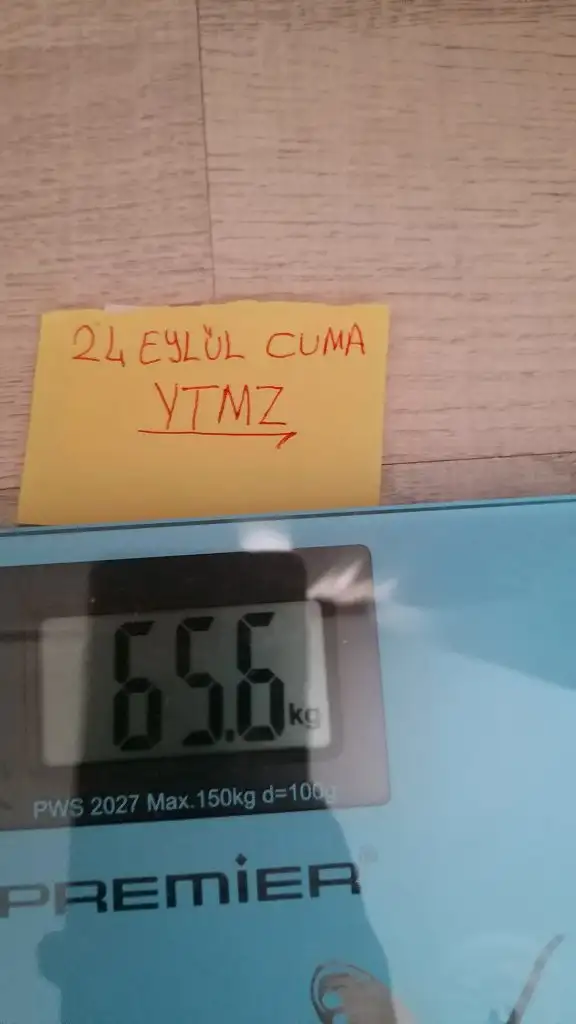 24 EYLÜL CUMA
YTMZ
65.6 kg
PWS 2027 Max.150kg d=100g
PREMiER